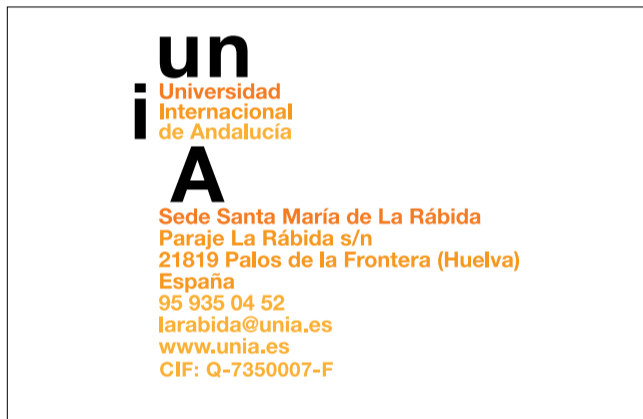 un
Universidad
i Internacional
de Andalucía
A
Sede Santa María de La Rábida
Paraje La Rábida s/n
21819 Palos de la Frontera (Huelva)
España
95 935 04 52
larabida@unia.es
www.unia.es
CIF: Q-7350007-F